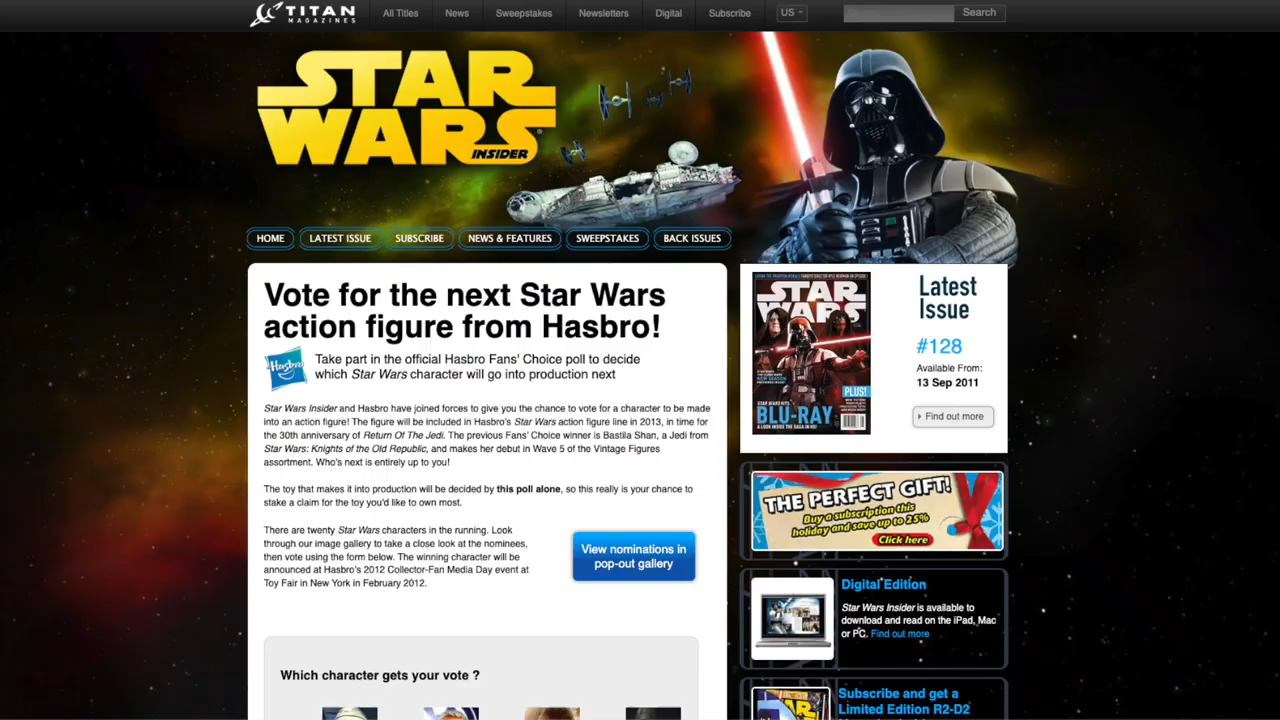 TITAN
MAGAZINES
All Titles
News
Sweepstakes
Newsletters
Digital
Subscribe
US
Search
STAR
WARS
INSIDER
HOME
LATEST ISSUE
SUBSCRIBE
NEWS & FEATURES
SWEEPSTAKES
BACK ISSUES
Vote for the next Star Wars
action figure from Hasbro!
Hasbro
Take part in the official Hasbro Fans' Choice poll to decide
which Star Wars character will go into production next
Star Wars Insider and Hasbro have joined forces to give you the chance to vote for a character to be made
into an action figure! The figure will be included in Hasbro's Star Wars action figure line in 2013, in time for
the 30th anniversary of Return Of The Jedi. The previous Fans' Choice winner is Bastila Shan, a Jedi from
Star Wars: Knights of the Old Republic, and makes her debut in Wave 5 of the Vintage Figures
assortment. Who's next is entirely up to you!
The toy that makes it into production will be decided by this poll alone, so this really is your chance to
stake a claim for the toy you'd like to own most.
There are twenty Star Wars characters in the running. Look
through our image gallery to take a close look at the nominees,
then vote using the form below. The winning character will be
announced at Hasbro's 2012 Collector-Fan Media Day event at
Toy Fair in New York in February 2012.
View nominations in
pop-out gallery
Which character gets your vote ?
STAR
WARS
PLUS!
STAR WARS HITS
BLU-RAY
A LOOK INSIDE THE SAGA IN HD!
Latest
Issue
#128
Available From:
13 Sep 2011
Find out more
THE PERFECT GIFT!
Buy a subscription this
holiday and save up to 25%
Click here
Digital Edition
Star Wars Insider is available to
download and read on the iPad, Mac
or PC. Find out more
Subscribe and get a
Limited Edition R2-D2